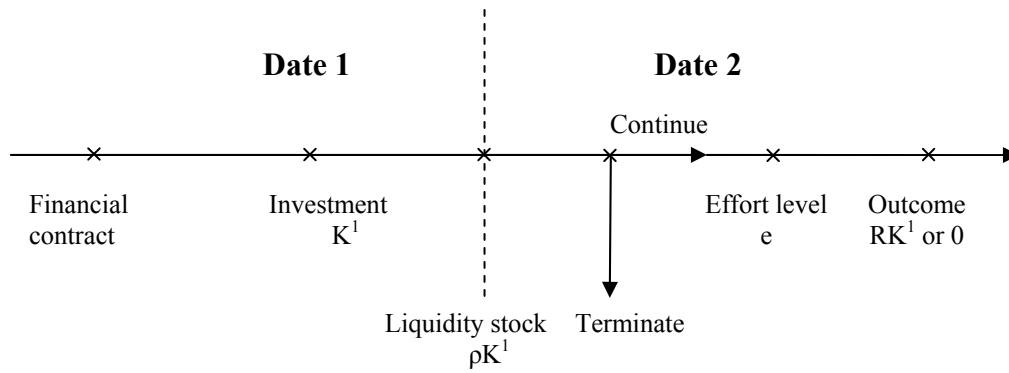 Date 1
Date 2
Continue
Financial
contract
Investment
K¹
Effort level
e
Outcome
RK¹ or 0
Liquidity stock
ρK¹
Terminate